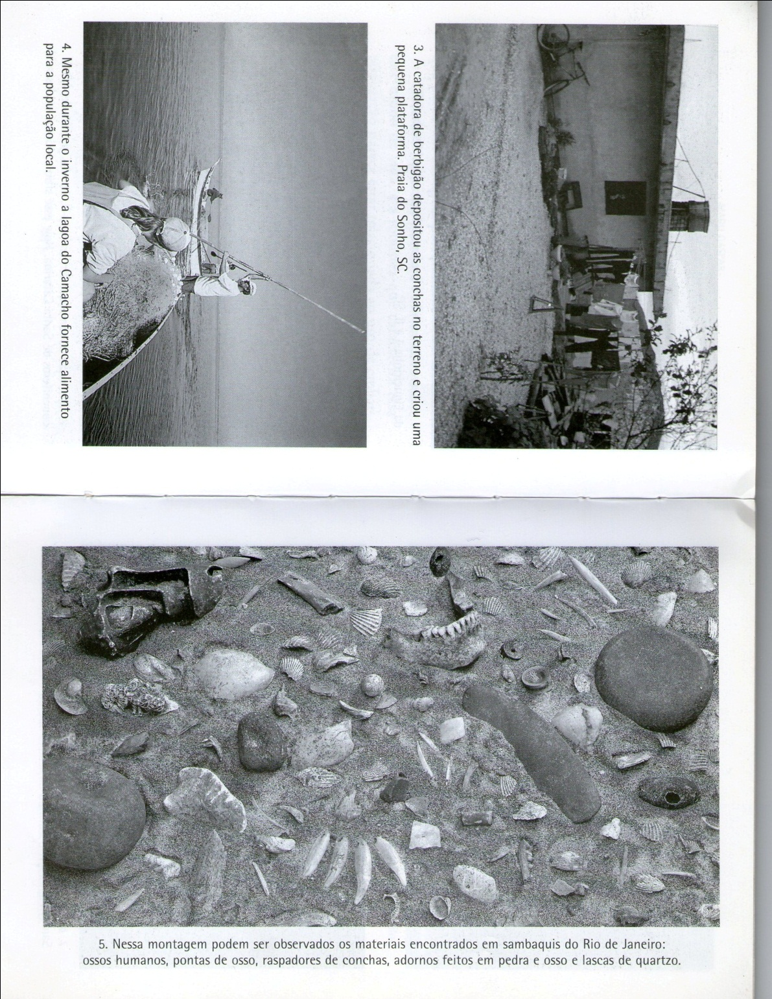 3. A catadora de berbigão depositou as conchas no terreno e criou uma
pequena plataforma. Praia do Sonho, SC.
4. Mesmo durante o inverno a lagoa do Camacho fornece alimento
para a população local.
5. Nessa montagem podem ser observados os materiais encontrados em sambaquis do Rio de Janeiro:
ossos humanos, pontas de osso, raspadores de conchas, adornos feitos em pedra e osso e lascas de quartzo.